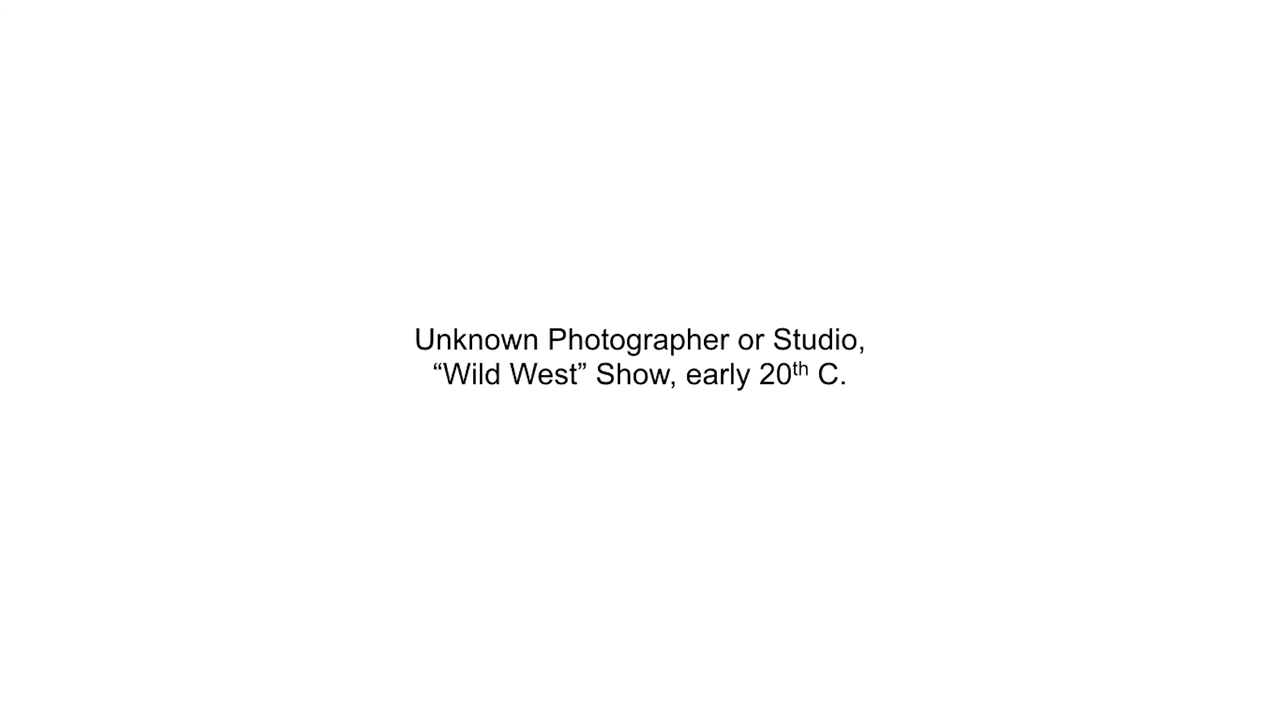 Unknown Photographer or Studio,
“Wild West” Show, early 20th C.